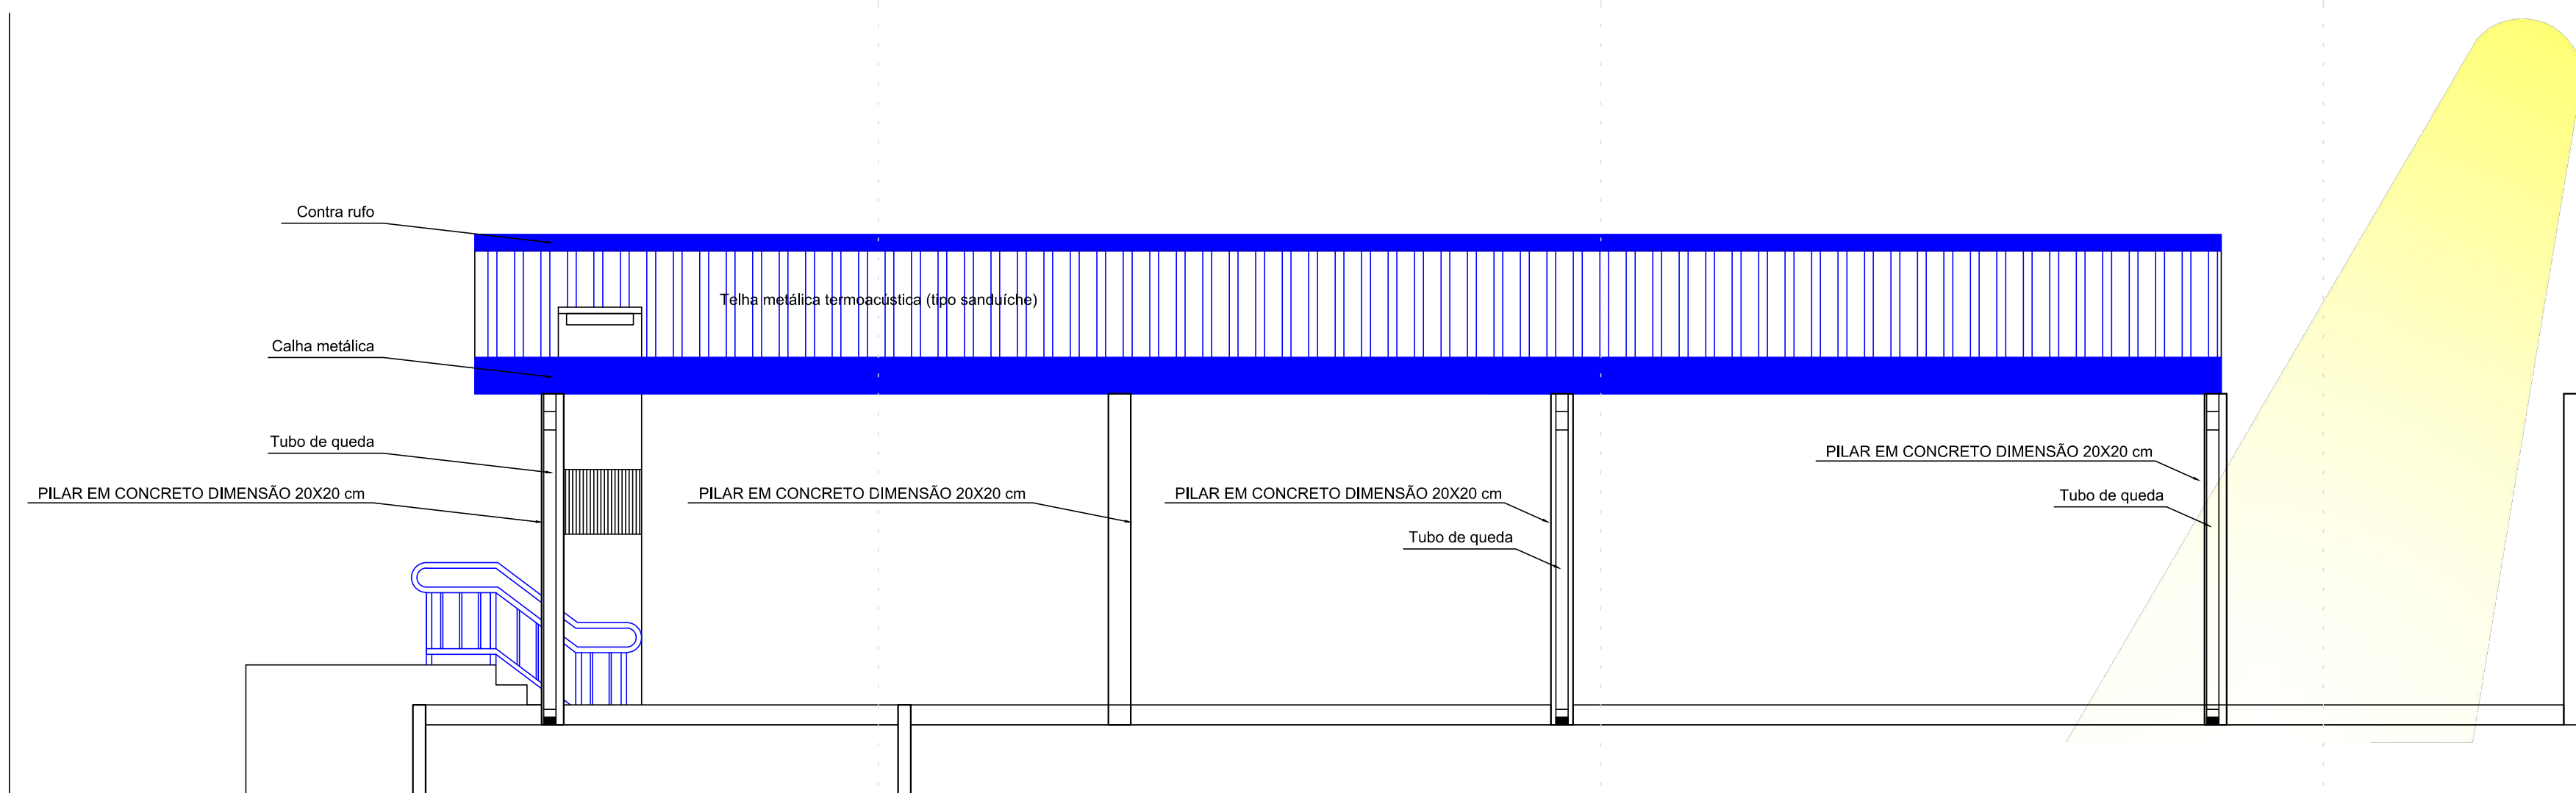 Contra rufo
Telha metálica termoacústica (tipo sanduíche)
Calha metálica
Tubo de queda
PILAR EM CONCRETO DIMENSÃO 20X20 cm
PILAR EM CONCRETO DIMENSÃO 20X20 cm
PILAR EM CONCRETO DIMENSÃO 20X20 cm
Tubo de queda
PILAR EM CONCRETO DIMENSÃO 20X20 cm
Tubo de queda